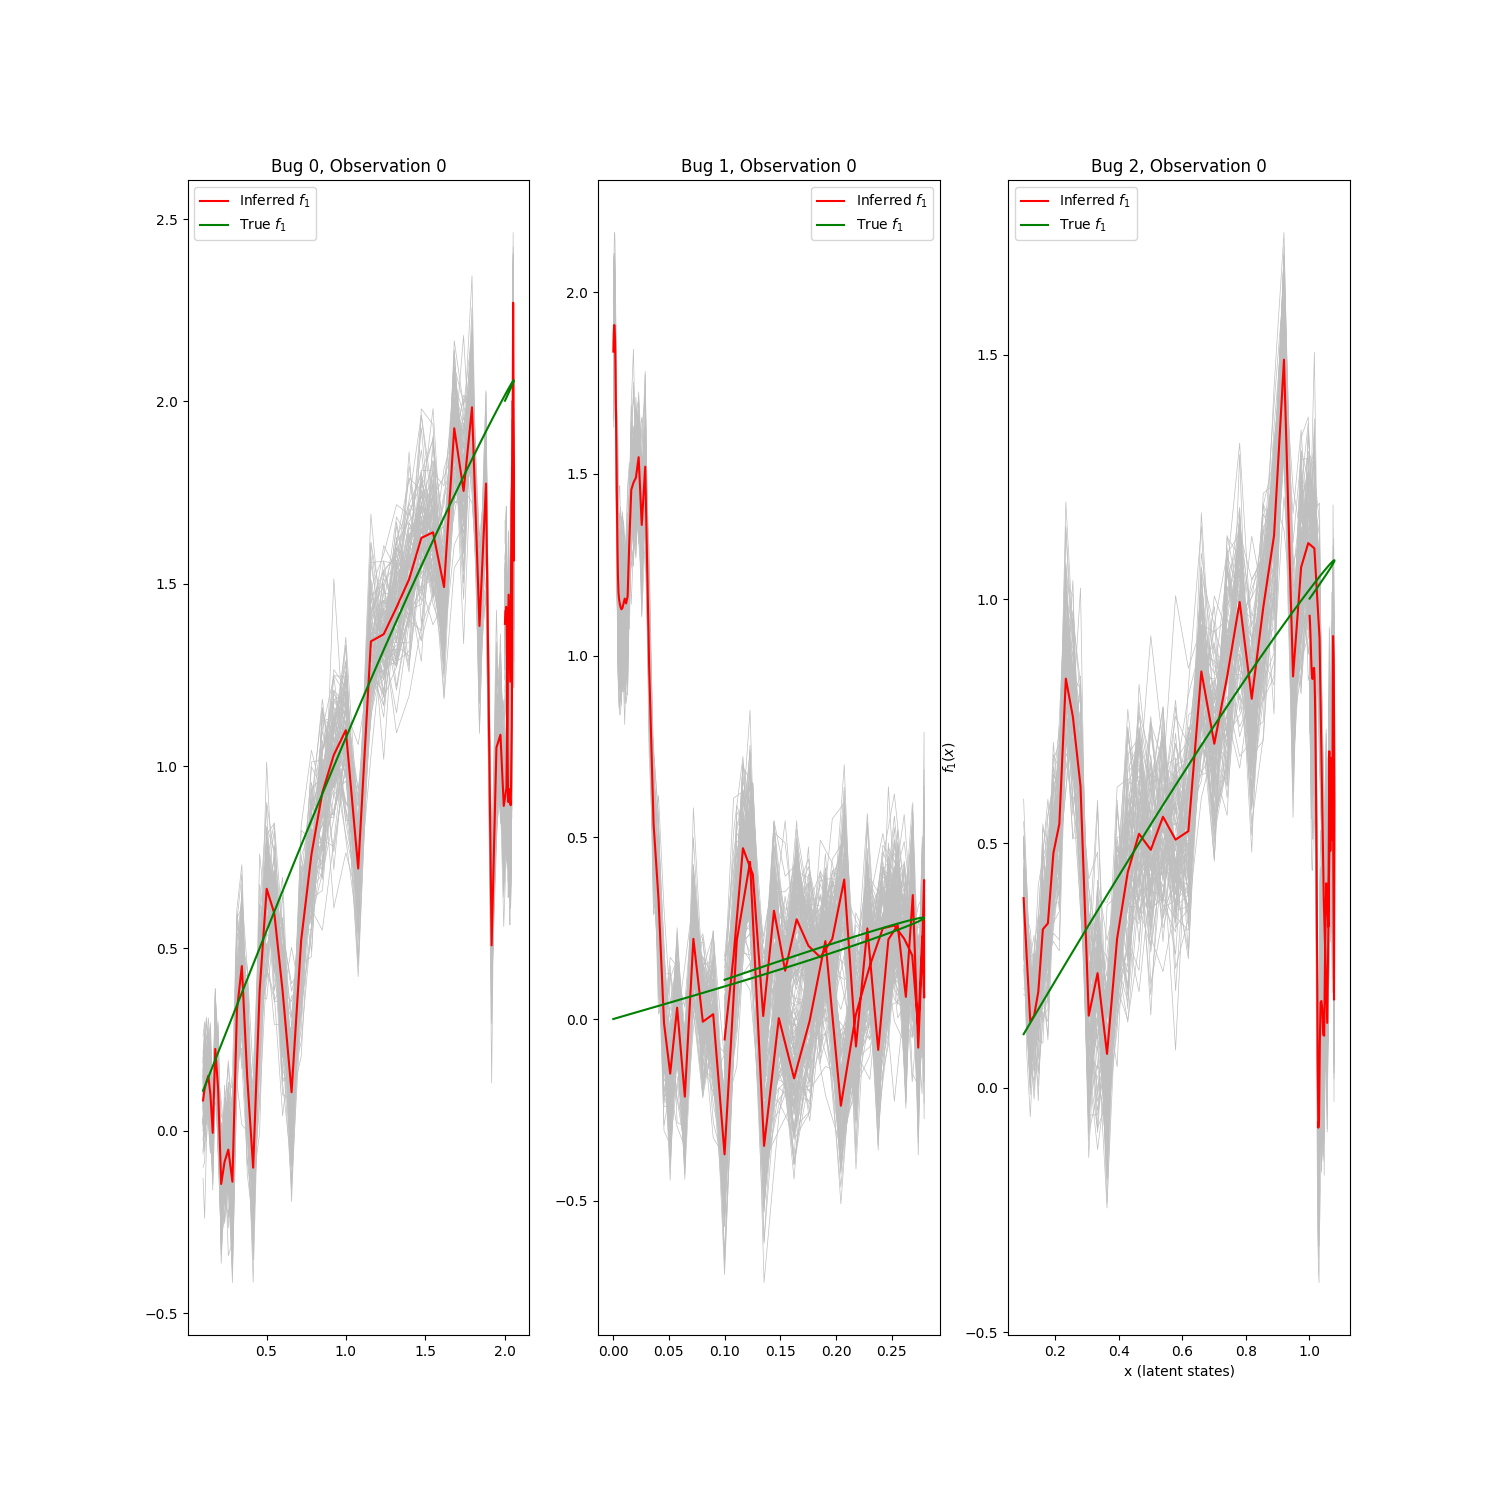 Bug 0, Observation 0
Inferred f₁
True f₁
2.5
2.0
1.5
1.0
0.5
0.0
−0.5
0.5 1.0 1.5 2.0
Bug 1, Observation 0
Inferred f₁
True f₁
2.0
1.5
1.0
0.5
0.0
−0.5
0.00 0.05 0.10 0.15 0.20 0.25
Bug 2, Observation 0
Inferred f₁
True f₁
f₁(x)
1.5
1.0
0.5
0.0
−0.5
0.2 0.4 0.6 0.8 1.0
x (latent states)